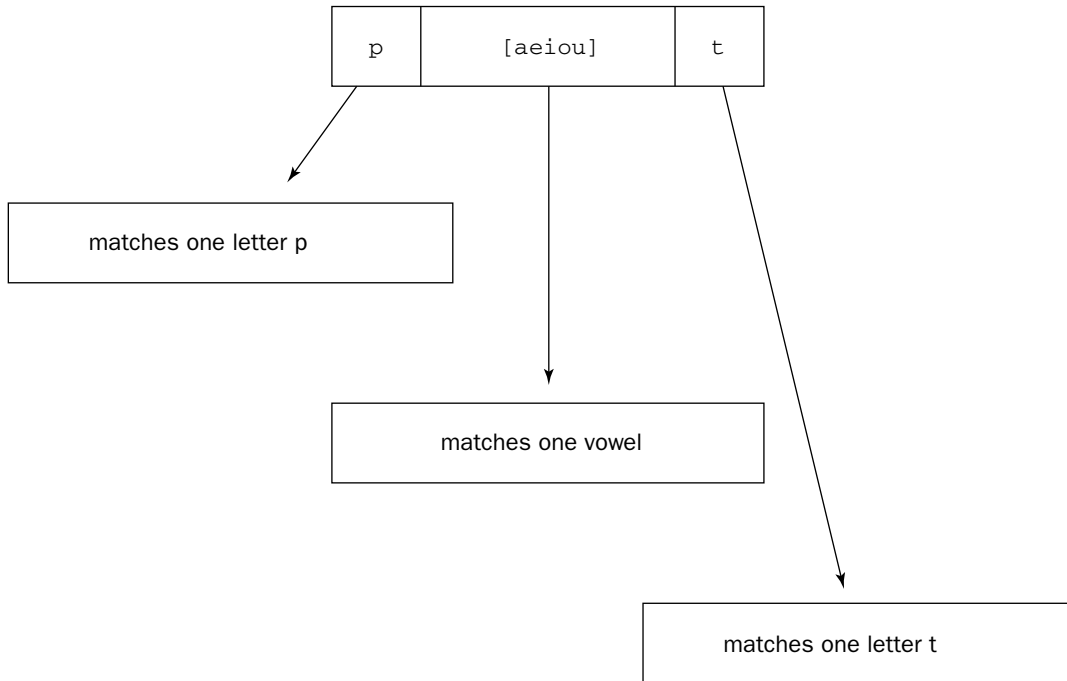 p [aeiou] t
matches one letter p
matches one vowel
matches one letter t